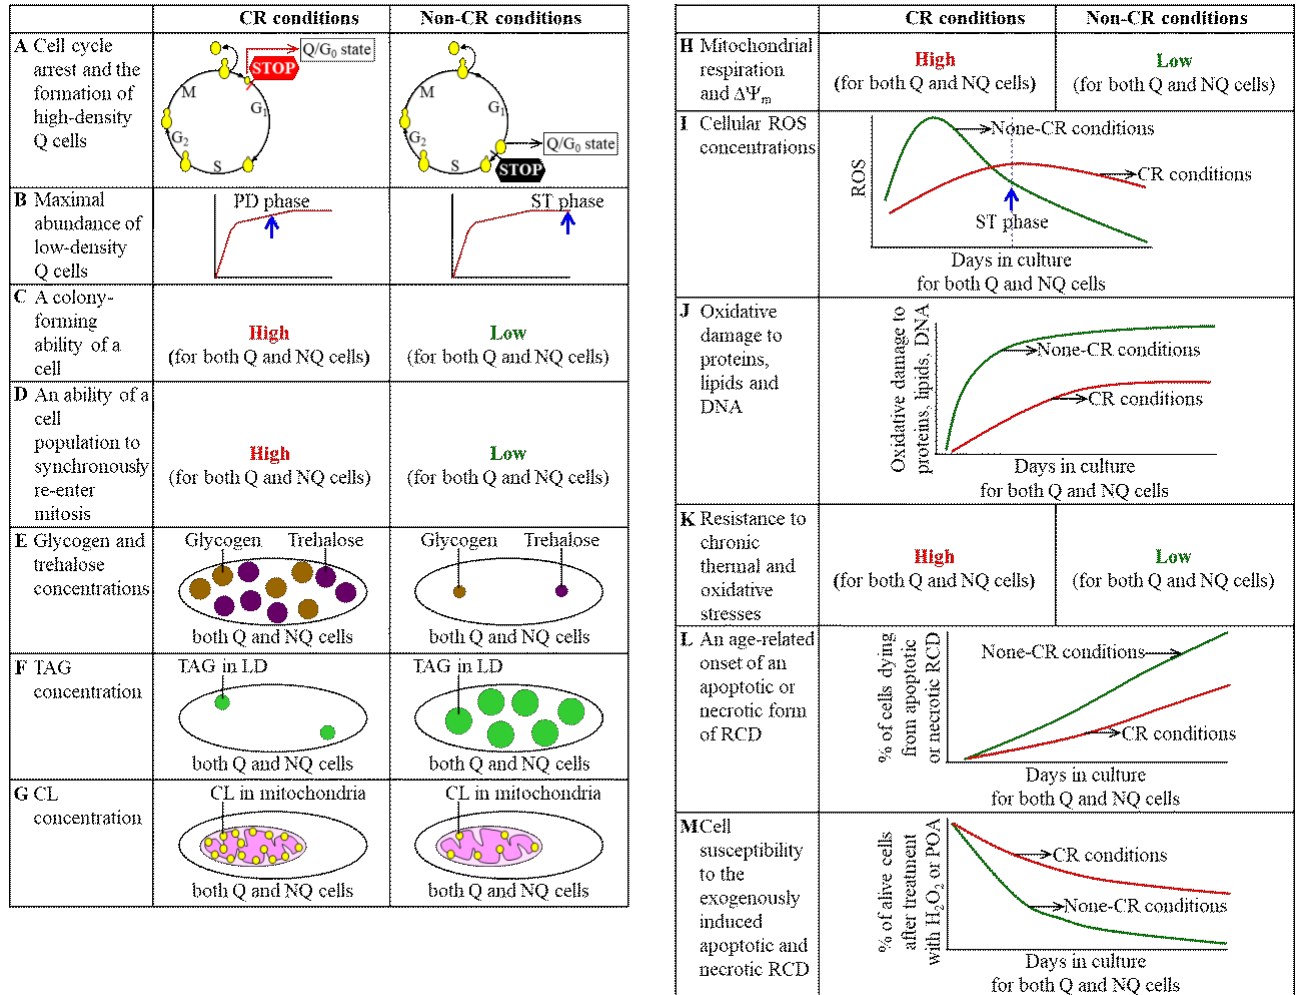 CR conditions
Non-CR conditions
A Cell cycle
arrest and the
formation of
high-density
Q cells
Q/G0 state
STOP
M
G1
G2
S
M
G1
G2
S
Q/G0 state
STOP
B Maximal
abundance of
low-density
Q cells
PD phase
ST phase
C A colony-
forming
ability of a
cell
High
(for both Q and NQ cells)
Low
(for both Q and NQ cells)
D An ability of a
cell
population to
synchronously
re-enter
mitosis
High
(for both Q and NQ cells)
Low
(for both Q and NQ cells)
E Glycogen and
trehalose
concentrations
Glycogen Trehalose
both Q and NQ cells
Glycogen Trehalose
both Q and NQ cells
F TAG
concentration
TAG in LD
both Q and NQ cells
TAG in LD
both Q and NQ cells
G CL
concentration
CL in mitochondria
both Q and NQ cells
CL in mitochondria
both Q and NQ cells
CR conditions
Non-CR conditions
H Mitochondrial
respiration
and ΔΨm
High
(for both Q and NQ cells)
Low
(for both Q and NQ cells)
I Cellular ROS
concentrations
ROS
None-CR conditions
CR conditions
ST phase
Days in culture
for both Q and NQ cells
J Oxidative
damage to
proteins,
lipids and
DNA
Oxidative damage to
proteins, lipids, DNA
None-CR conditions
CR conditions
Days in culture
for both Q and NQ cells
K Resistance to
chronic
thermal and
oxidative
stresses
High
(for both Q and NQ cells)
Low
(for both Q and NQ cells)
L An age-related
onset of an
apoptotic or
necrotic form
of RCD
% of cells dying
from apoptotic
or necrotic RCD
None-CR conditions
CR conditions
Days in culture
for both Q and NQ cells
M Cell
susceptibility
to the
exogenously
induced
apoptotic and
necrotic RCD
% of alive cells
after treatment
with H2O2 or POA
CR conditions
None-CR conditions
Days in culture
for both Q and NQ cells